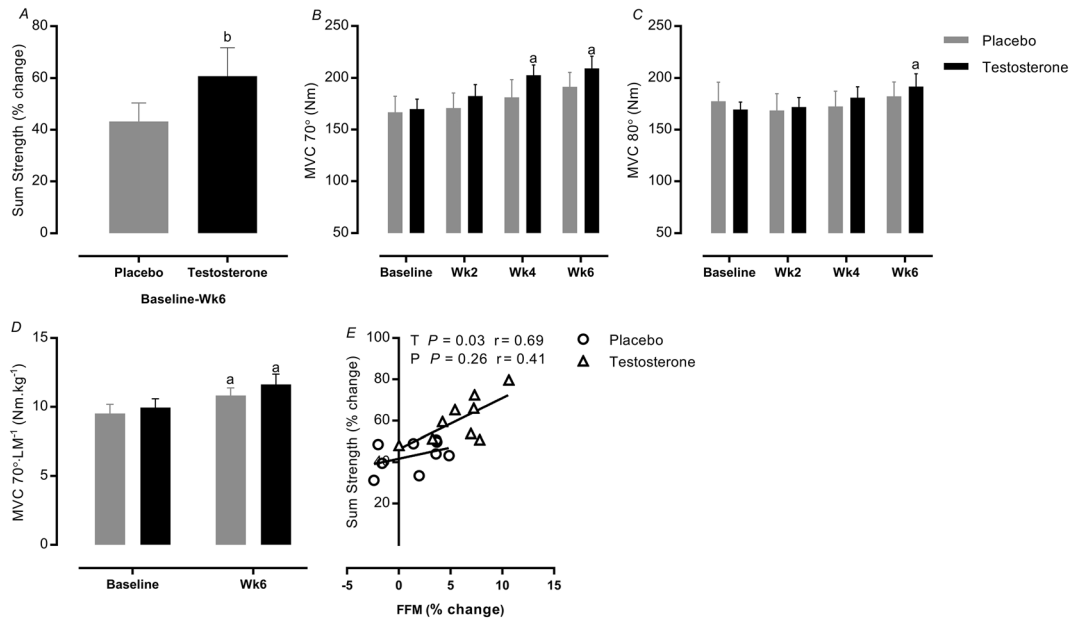 A
Sum Strength (% change)
80
60
40
20
0
b
Placebo
Testosterone
Baseline-Wk6
B
MVC 70° (Nm)
250
200
150
100
50
a
a
Baseline
Wk2
Wk4
Wk6
C
MVC 80° (Nm)
250
200
150
100
50
a
Baseline
Wk2
Wk4
Wk6
Placebo
Testosterone
D
MVC 70°·LM⁻¹ (Nm.kg⁻¹)
15
10
5
0
a
a
Baseline
Wk6
E
Sum Strength (% change)
100
80
60
40
20
T P = 0.03 r = 0.69
P P = 0.26 r = 0.41
-5
0
5
10
15
FFM (% change)
Placebo
Testosterone